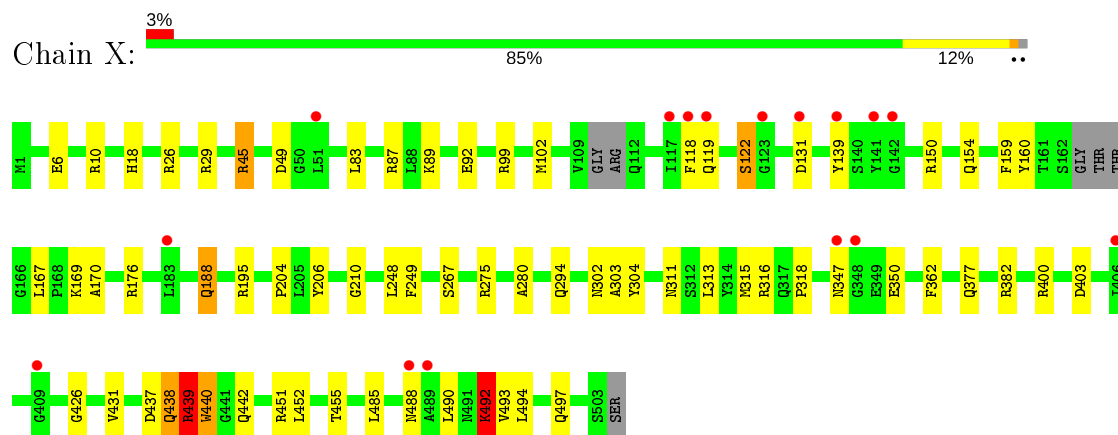 3%
Chain X:
85%
12%
M1 E6 R10 H18 R26 R29 R45 D49 G50 L51 L83 R87 L88 K89 E92 R99 M102 V109 GLY ARG Q112 I117 F118 Q119 S122 G123 D131 Y139 S140 Y141 G142 R150 Q154 F159 Y160 T161 S162 GLY THR THR
G166 L167 P168 K169 A170 R176 L183 Q188 R195 P204 L205 Y206 G210 L248 F249 S267 R275 A280 Q294 N302 A303 Y304 N311 S312 L313 Y314 M315 R316 Q317 P318 N347 G348 E349 E350 F362 Q377 R382 R400 D403 I406
G409 G426 V431 D437 Q438 R439 W440 G441 Q442 R451 L452 T455 L485 N488 A489 L490 N491 K492 V493 L494 Q497 S503 SER